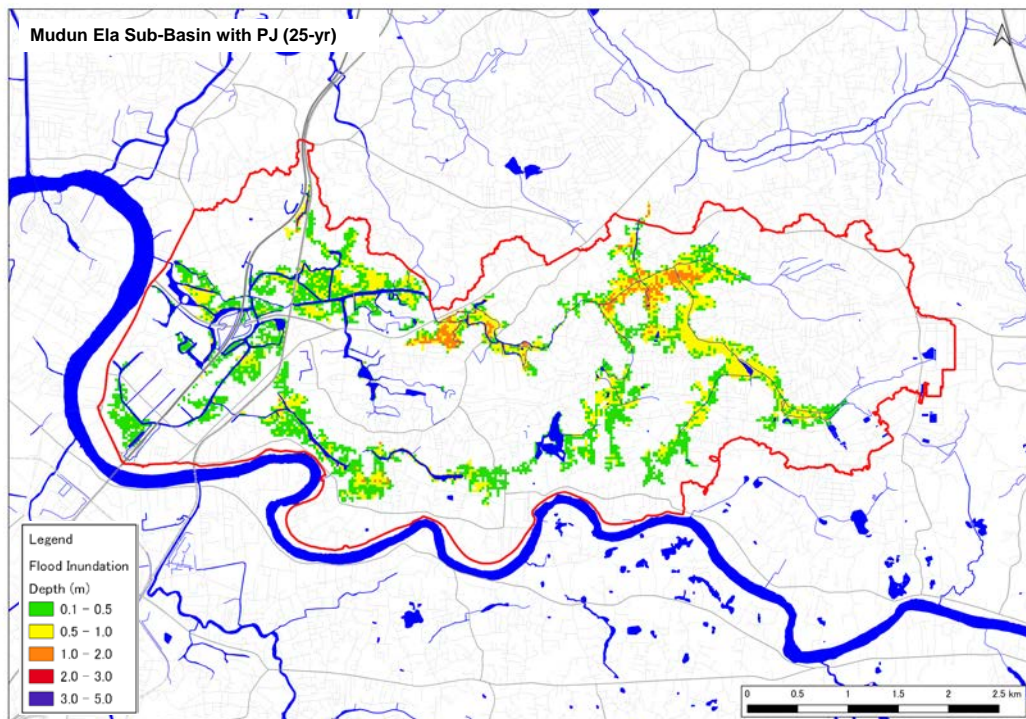 Mudun Ela Sub-Basin with PJ (25-yr)
Legend
Flood Inundation
Depth (m)
0.1 - 0.5
0.5 - 1.0
1.0 - 2.0
2.0 - 3.0
3.0 - 5.0
0 0.5 1 1.5 2 2.5 km